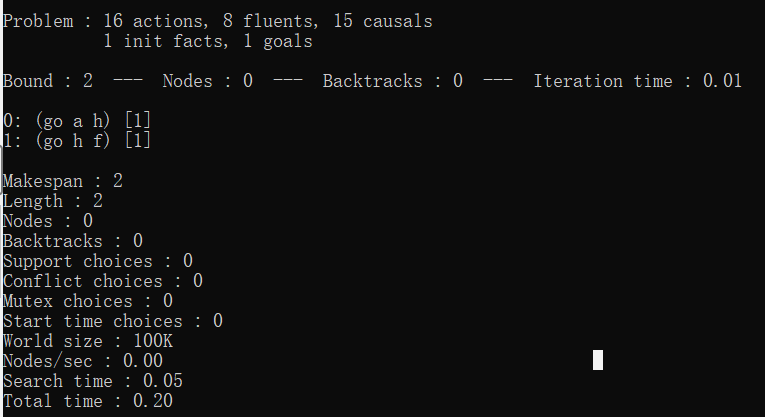 Problem : 16 actions, 8 fluents, 15 causals
1 init facts, 1 goals
Bound : 2 --- Nodes : 0 --- Backtracks : 0 --- Iteration time : 0.01
0: (go a h) [1]
1: (go h f) [1]
Makespan : 2
Length : 2
Nodes : 0
Backtracks : 0
Support choices : 0
Conflict choices : 0
Mutex choices : 0
Start time choices : 0
World size : 100K
Nodes/sec : 0.00
Search time : 0.05
Total time : 0.20